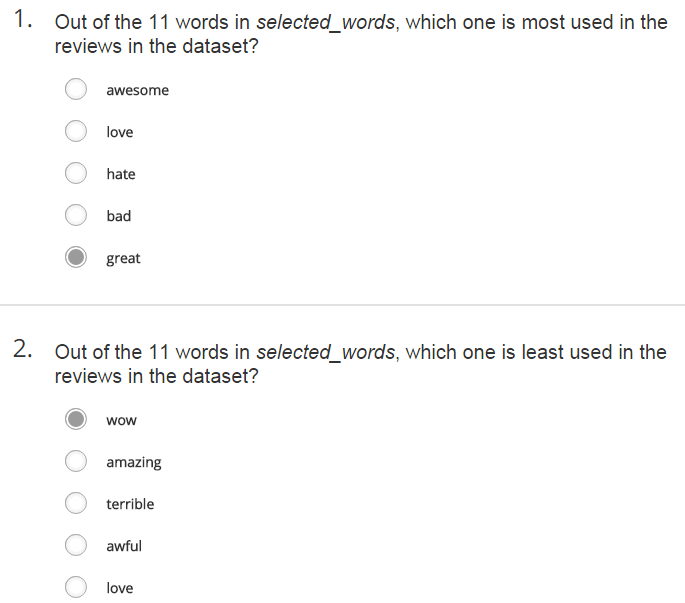 1. Out of the 11 words in selected_words, which one is most used in the
reviews in the dataset?
awesome
love
hate
bad
great
2. Out of the 11 words in selected_words, which one is least used in the
reviews in the dataset?
wow
amazing
terrible
awful
love